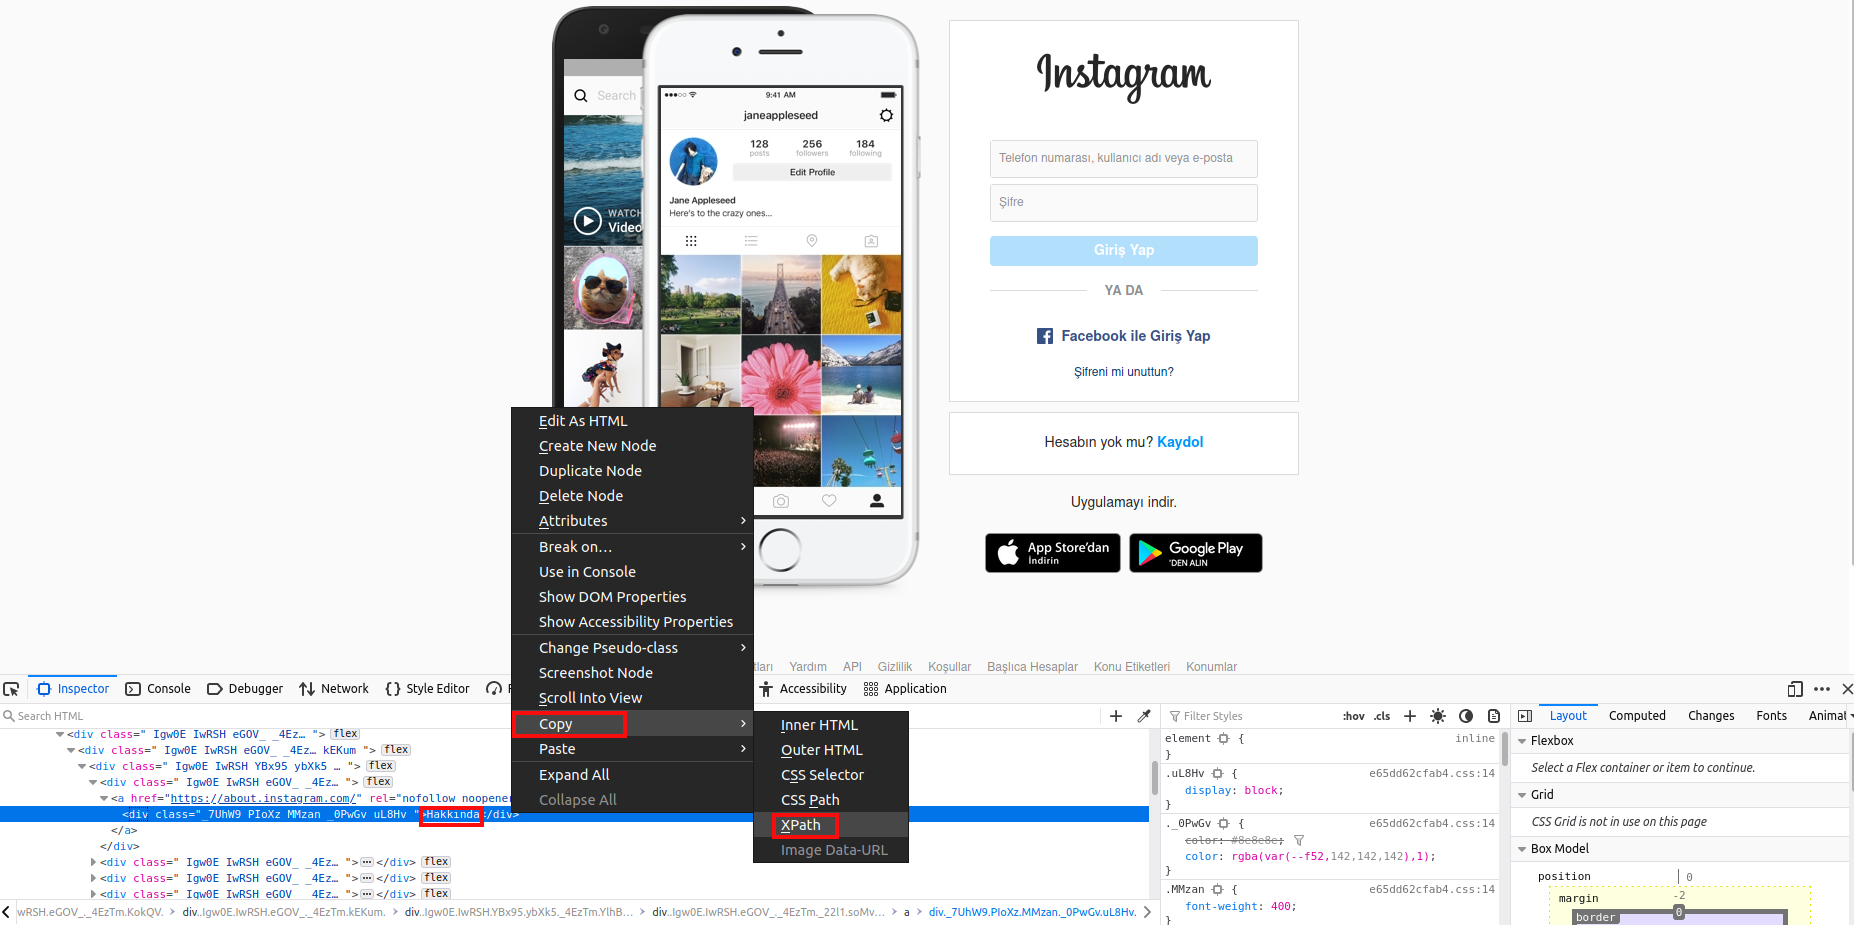 Search
WATCH
Video
9:41 AM
janeappleseed
128
posts
256
followers
184
following
Edit Profile
Jane Appleseed
Here's to the crazy ones...
Instagram
Telefon numarası, kullanıcı adı veya e-posta
Şifre
Giriş Yap
YA DA
Facebook ile Giriş Yap
Şifreni mi unuttun?
Hesabın yok mu? Kaydol
Uygulamayı indir.
App Store'dan
İndirin
Google Play
'DEN ALIN
tları Yardım API Gizlilik Koşullar Başlıca Hesaplar Konu Etiketleri Konumlar
Edit As HTML
Create New Node
Duplicate Node
Delete Node
Attributes
Break on…
Use in Console
Show DOM Properties
Show Accessibility Properties
Change Pseudo-class
Screenshot Node
Scroll Into View
Copy
Paste
Expand All
Collapse All
Inner HTML
Outer HTML
CSS Selector
CSS Path
XPath
Image Data-URL
Inspector Console Debugger Network Style Editor Accessibility Application
Search HTML
<div class=" Igw0E IwRSH eGOV_ _4Ez… "> flex
<div class=" Igw0E IwRSH eGOV_ _4Ez… kEKum "> flex
<div class=" Igw0E IwRSH YBx95 ybXk5 … "> flex
<div class=" Igw0E IwRSH eGOV_ _4Ez… "> flex
<a href="https://about.instagram.com/" rel="nofollow noopener
<div class="_7UhW9 PIoXz MMzan _0PwGv uL8Hv ">Hakkında</div>
</a>
</div>
<div class=" Igw0E IwRSH eGOV_ _4Ez… ">…</div> flex
<div class=" Igw0E IwRSH eGOV_ _4Ez… ">…</div> flex
<div class=" Igw0E IwRSH eGOV_ _4Ez… ">…</div> flex
wRSH.eGOV_._4EzTm.KokQV. div..Igw0E.IwRSH.eGOV_._4EzTm.kEKum. div..Igw0E.IwRSH.YBx95.ybXk5._4EzTm.YlhB… div..Igw0E.IwRSH.eGOV_._4EzTm._22l1.soMv… a div._7UhW9.PIoXz.MMzan._0PwGv.uL8Hv.
Filter Styles
:hov .cls
element {
inline
}
.uL8Hv {
e65dd62cfab4.css:14
display: block;
}
._0PwGv {
e65dd62cfab4.css:14
color: #8e8e8e;
color: rgba(var(--f52,142,142,142),1);
}
.MMzan {
e65dd62cfab4.css:14
font-weight: 400;
Layout Computed Changes Fonts Animat
Flexbox
Select a Flex container or item to continue.
Grid
CSS Grid is not in use on this page
Box Model
position 0
margin -2
border 0